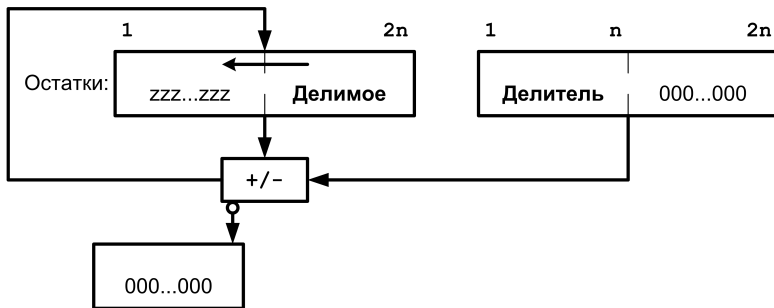 1 2n 1 n 2n
Остатки: zzz...zzz Делимое Делитель 000...000
+/-
000...000